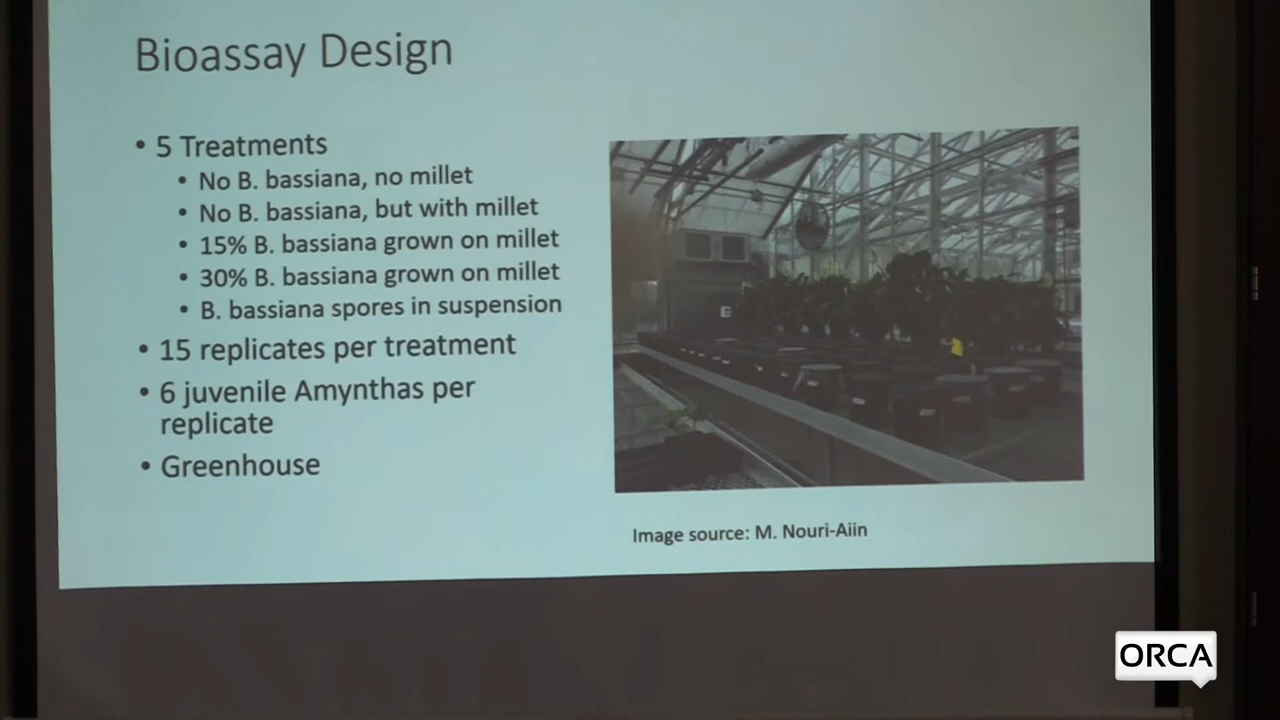 Bioassay Design
• 5 Treatments
• No B. bassiana, no millet
• No B. bassiana, but with millet
• 15% B. bassiana grown on millet
• 30% B. bassiana grown on millet
• B. bassiana spores in suspension
• 15 replicates per treatment
• 6 juvenile Amynthas per
replicate
• Greenhouse
Image source: M. Nouri-Aiin
ORCA